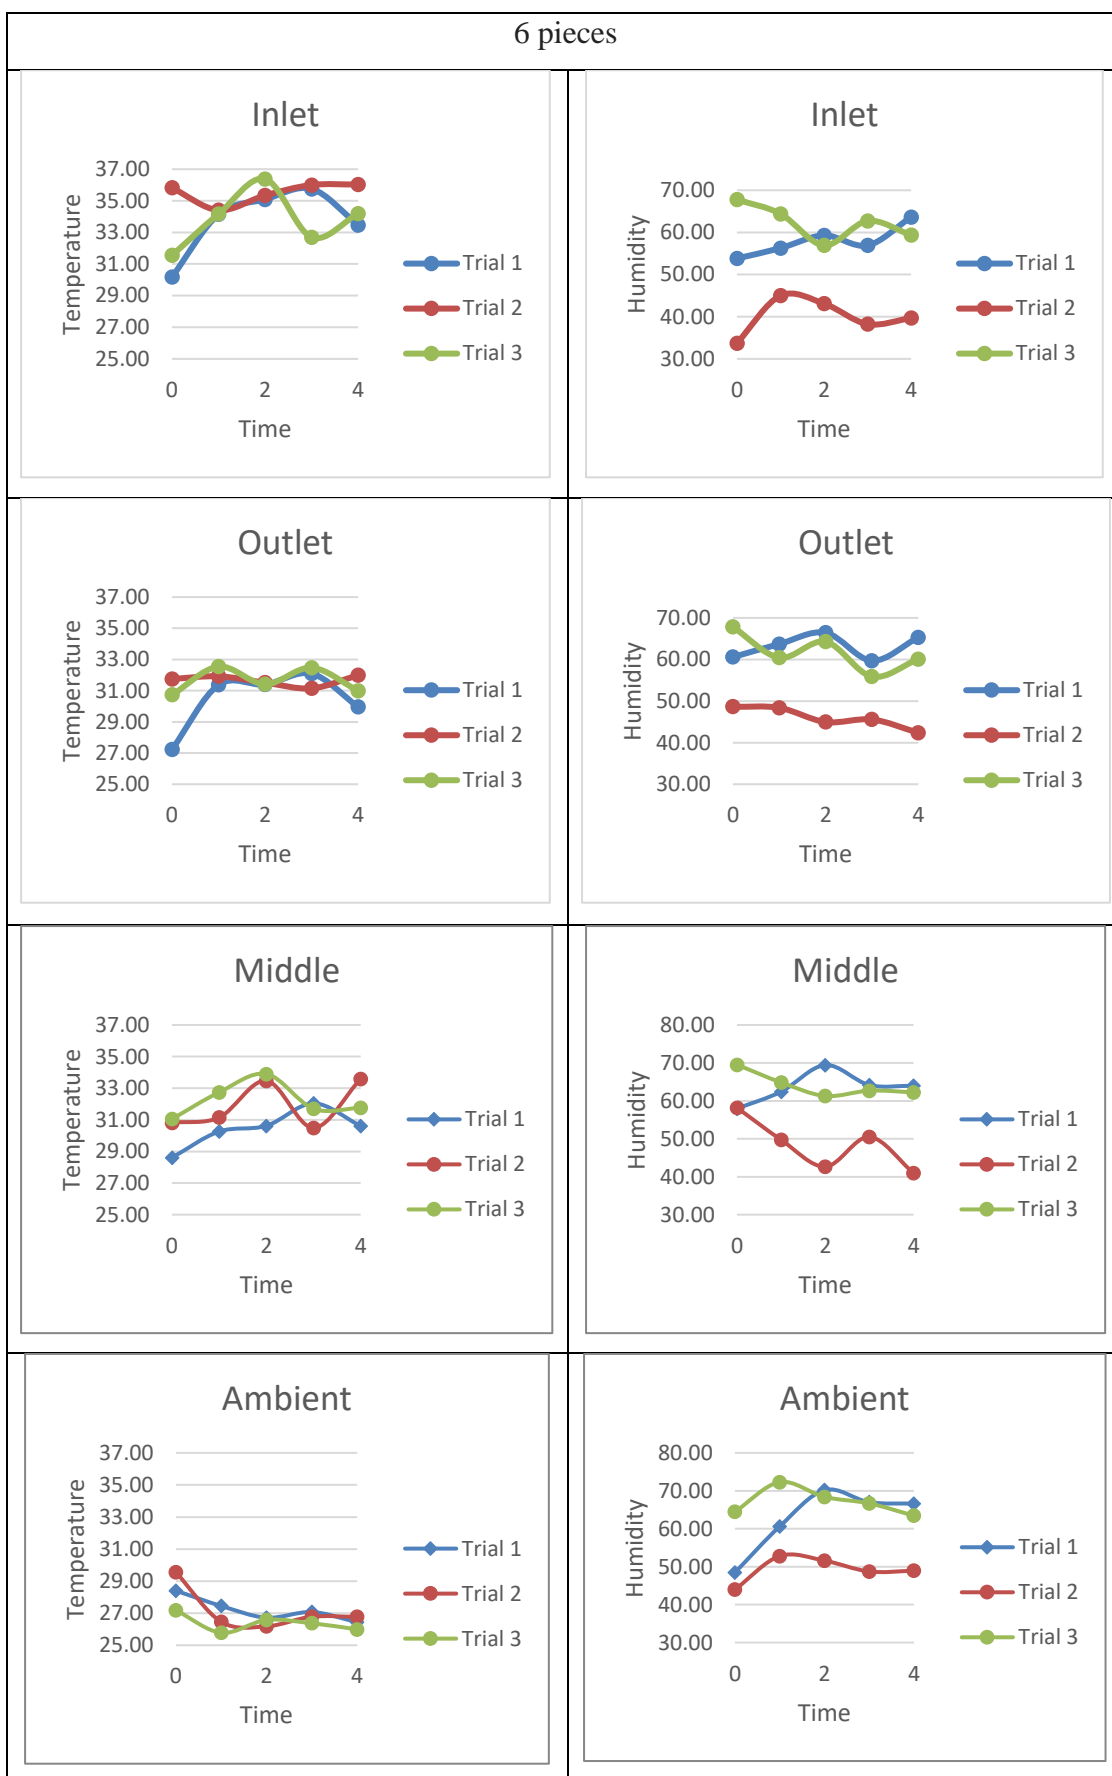 6 pieces
Inlet
37.00
35.00
33.00
31.00
29.00
27.00
25.00
Temperature
0 2 4
Time
Trial 1
Trial 2
Trial 3
Inlet
70.00
60.00
50.00
40.00
30.00
Humidity
0 2 4
Time
Trial 1
Trial 2
Trial 3
Outlet
37.00
35.00
33.00
31.00
29.00
27.00
25.00
Temperature
0 2 4
Time
Trial 1
Trial 2
Trial 3
Outlet
70.00
60.00
50.00
40.00
30.00
Humidity
0 2 4
Time
Trial 1
Trial 2
Trial 3
Middle
37.00
35.00
33.00
31.00
29.00
27.00
25.00
Temperature
0 2 4
Time
Trial 1
Trial 2
Trial 3
Middle
80.00
70.00
60.00
50.00
40.00
30.00
Humidity
0 2 4
Time
Trial 1
Trial 2
Trial 3
Ambient
37.00
35.00
33.00
31.00
29.00
27.00
25.00
Temperature
0 2 4
Time
Trial 1
Trial 2
Trial 3
Ambient
80.00
70.00
60.00
50.00
40.00
30.00
Humidity
0 2 4
Time
Trial 1
Trial 2
Trial 3